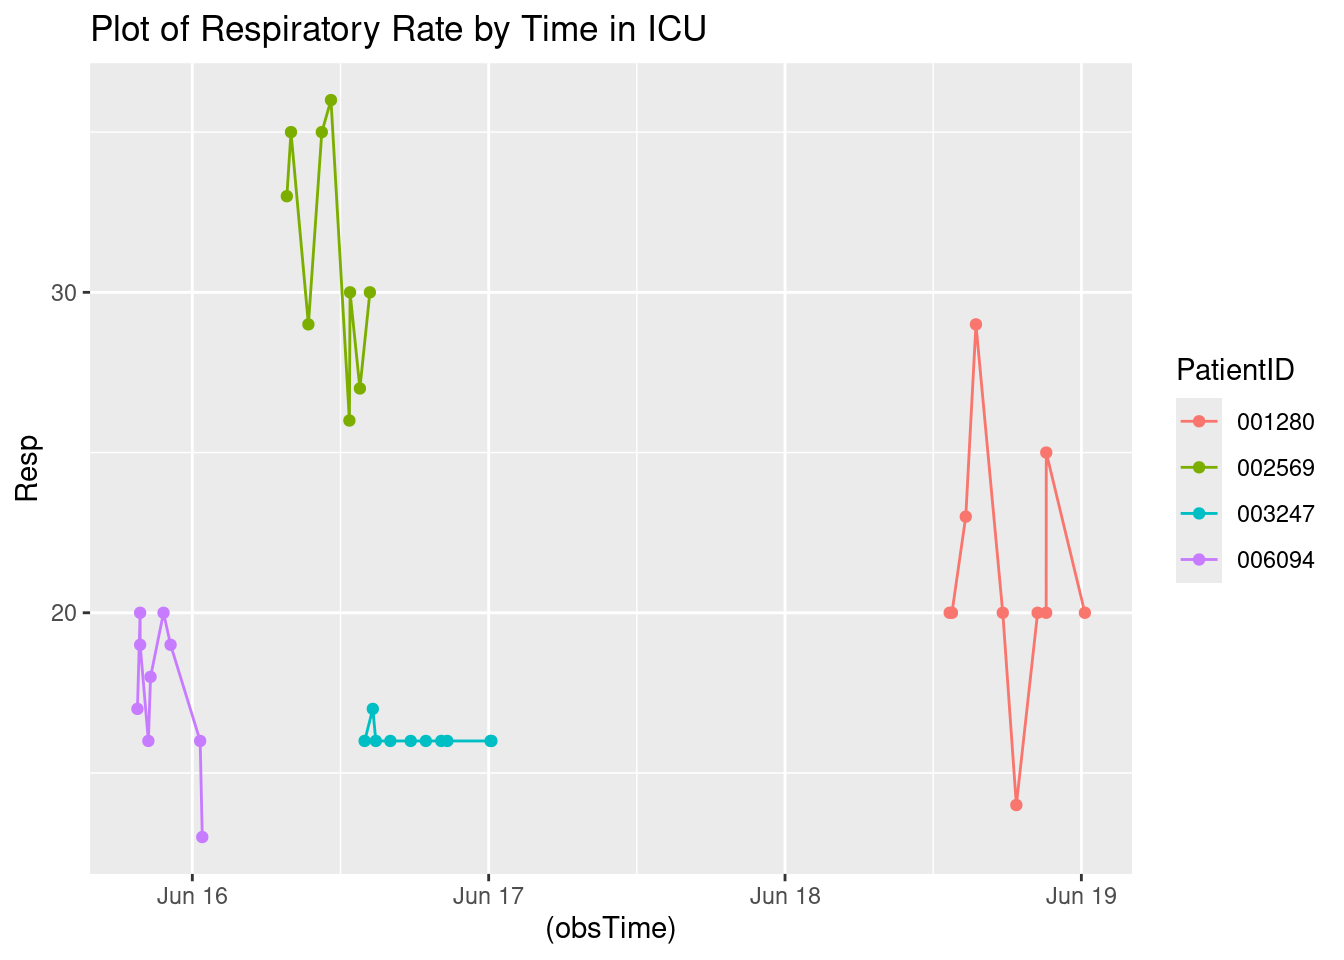 Plot of Respiratory Rate by Time in ICU
Resp
30
20
Jun 16
Jun 17
Jun 18
Jun 19
(obsTime)
PatientID
001280
002569
003247
006094